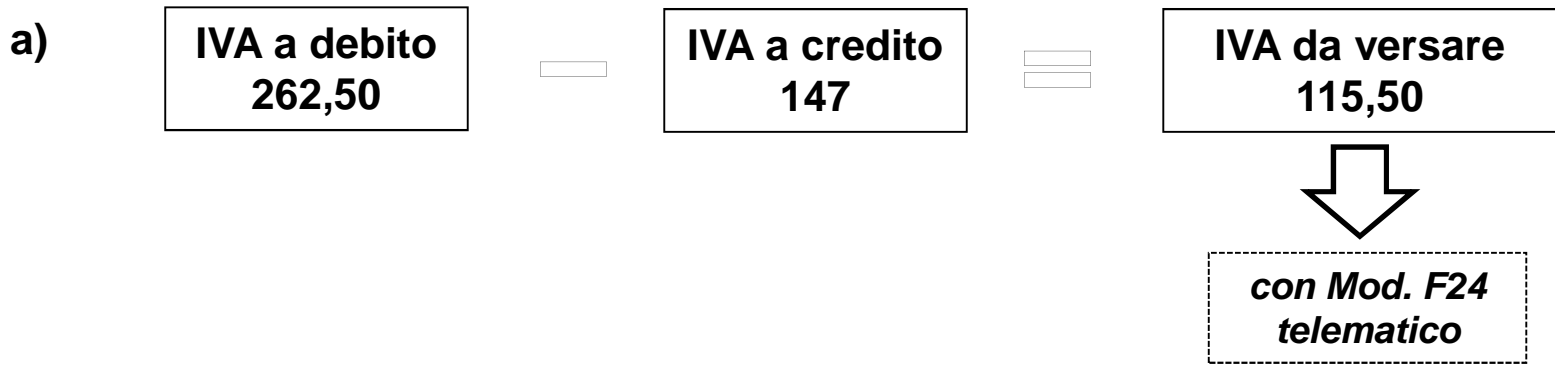 a)
IVA a debito
262,50
IVA a credito
147
IVA da versare
115,50
con Mod. F24
telematico